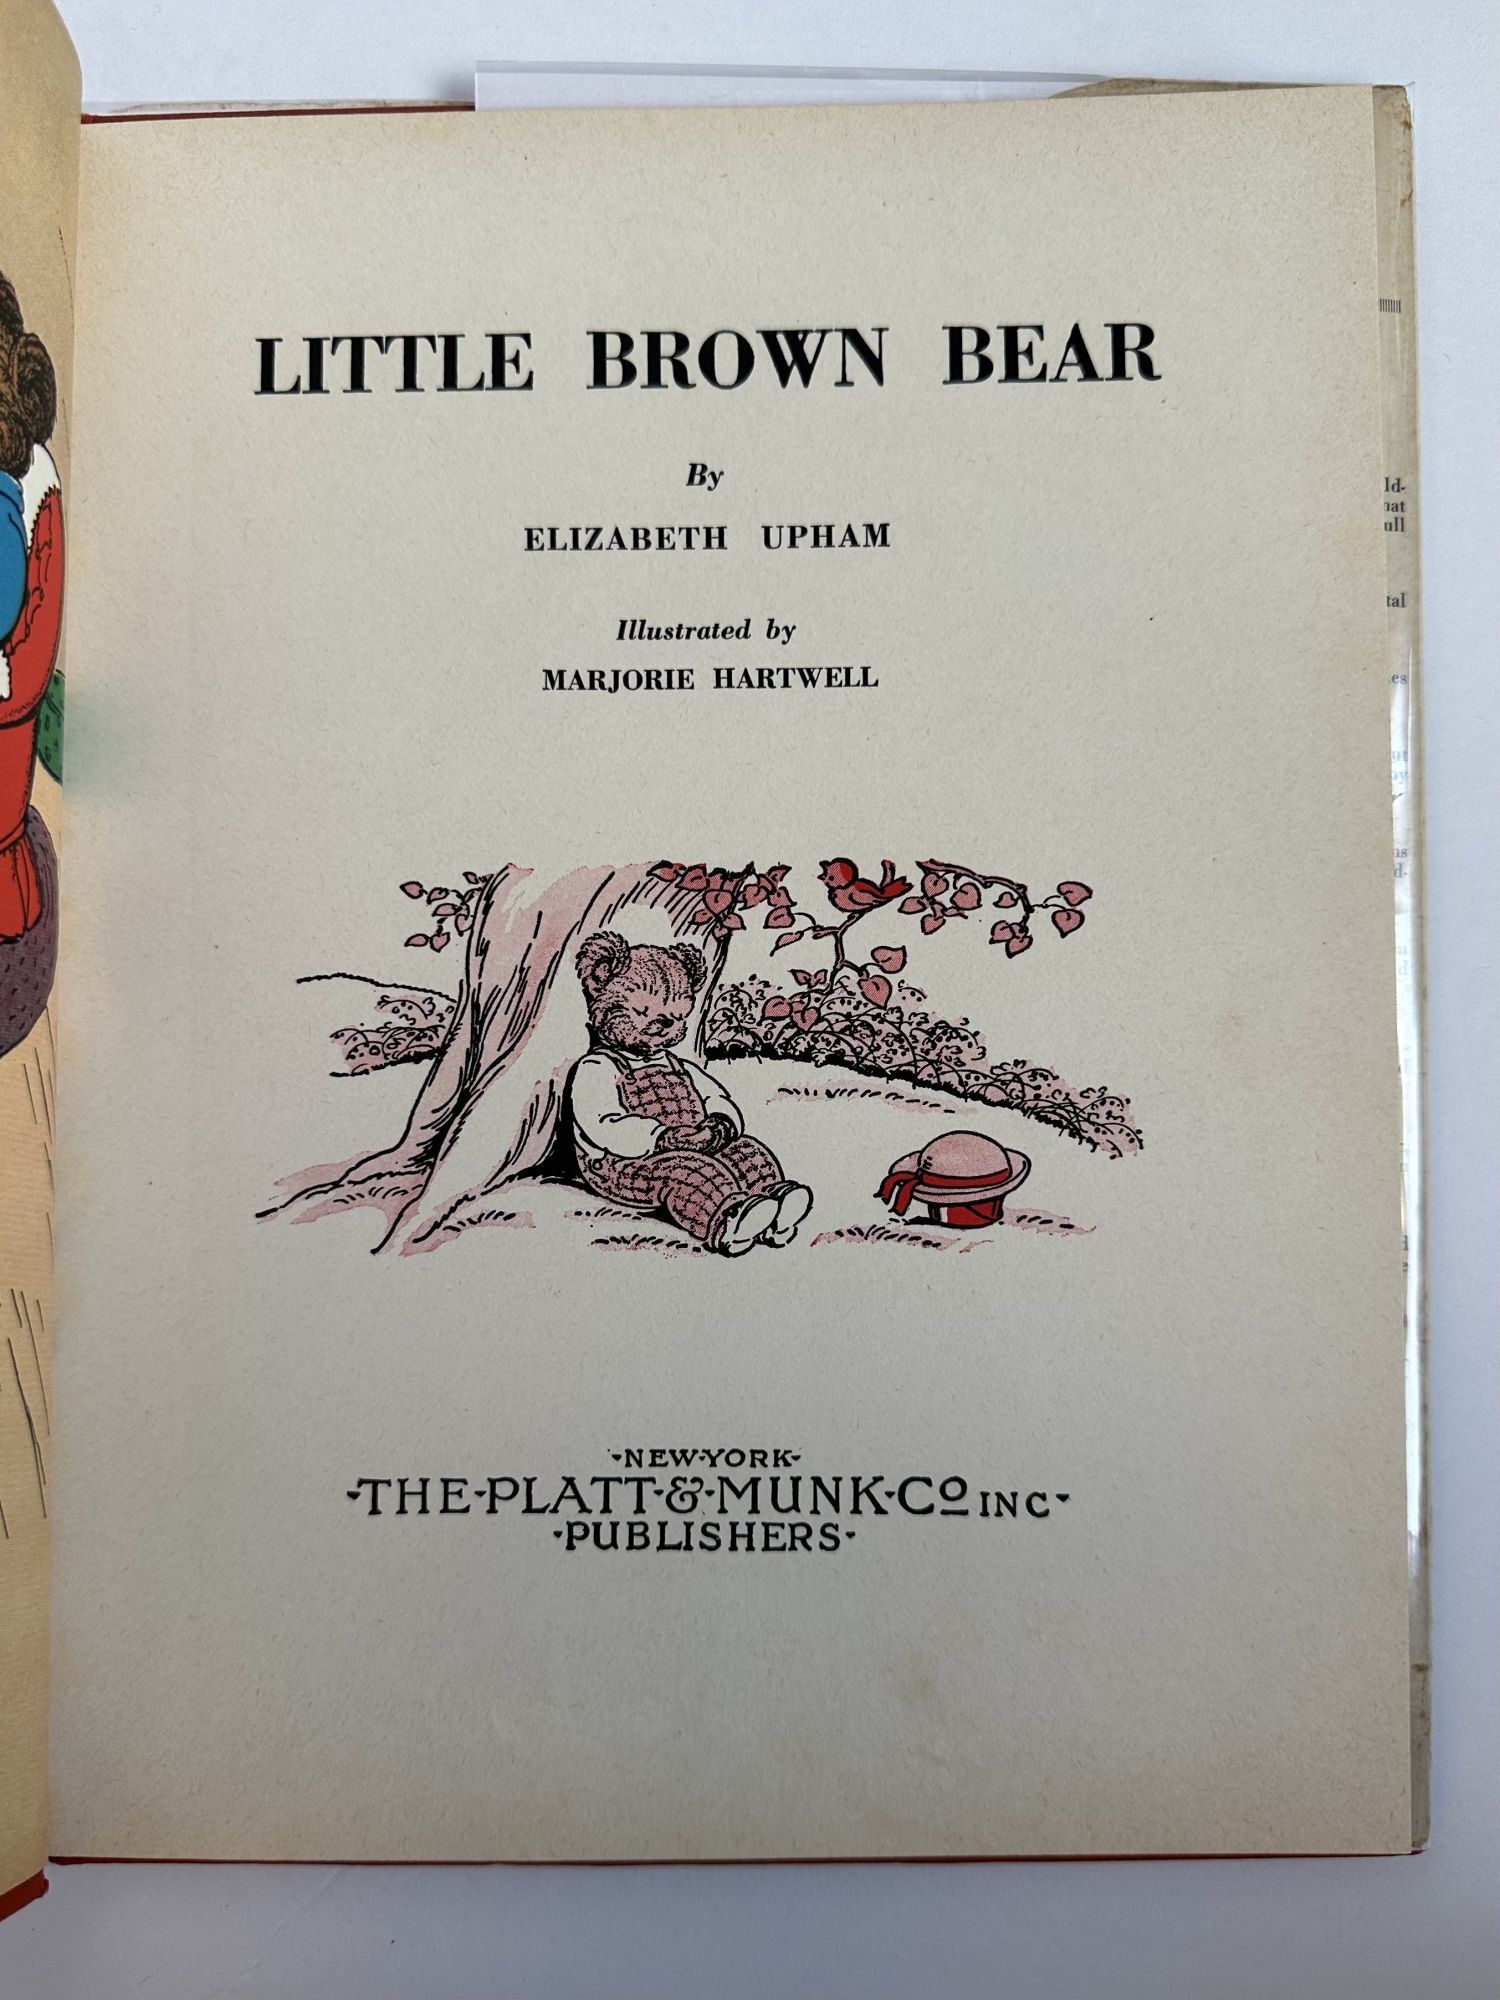 LITTLE BROWN BEAR
By
ELIZABETH UPHAM
Illustrated by
MARJORIE HARTWELL
·NEW·YORK·
·THE·PLATT·&·MUNK·Co INC·
·PUBLISHERS·